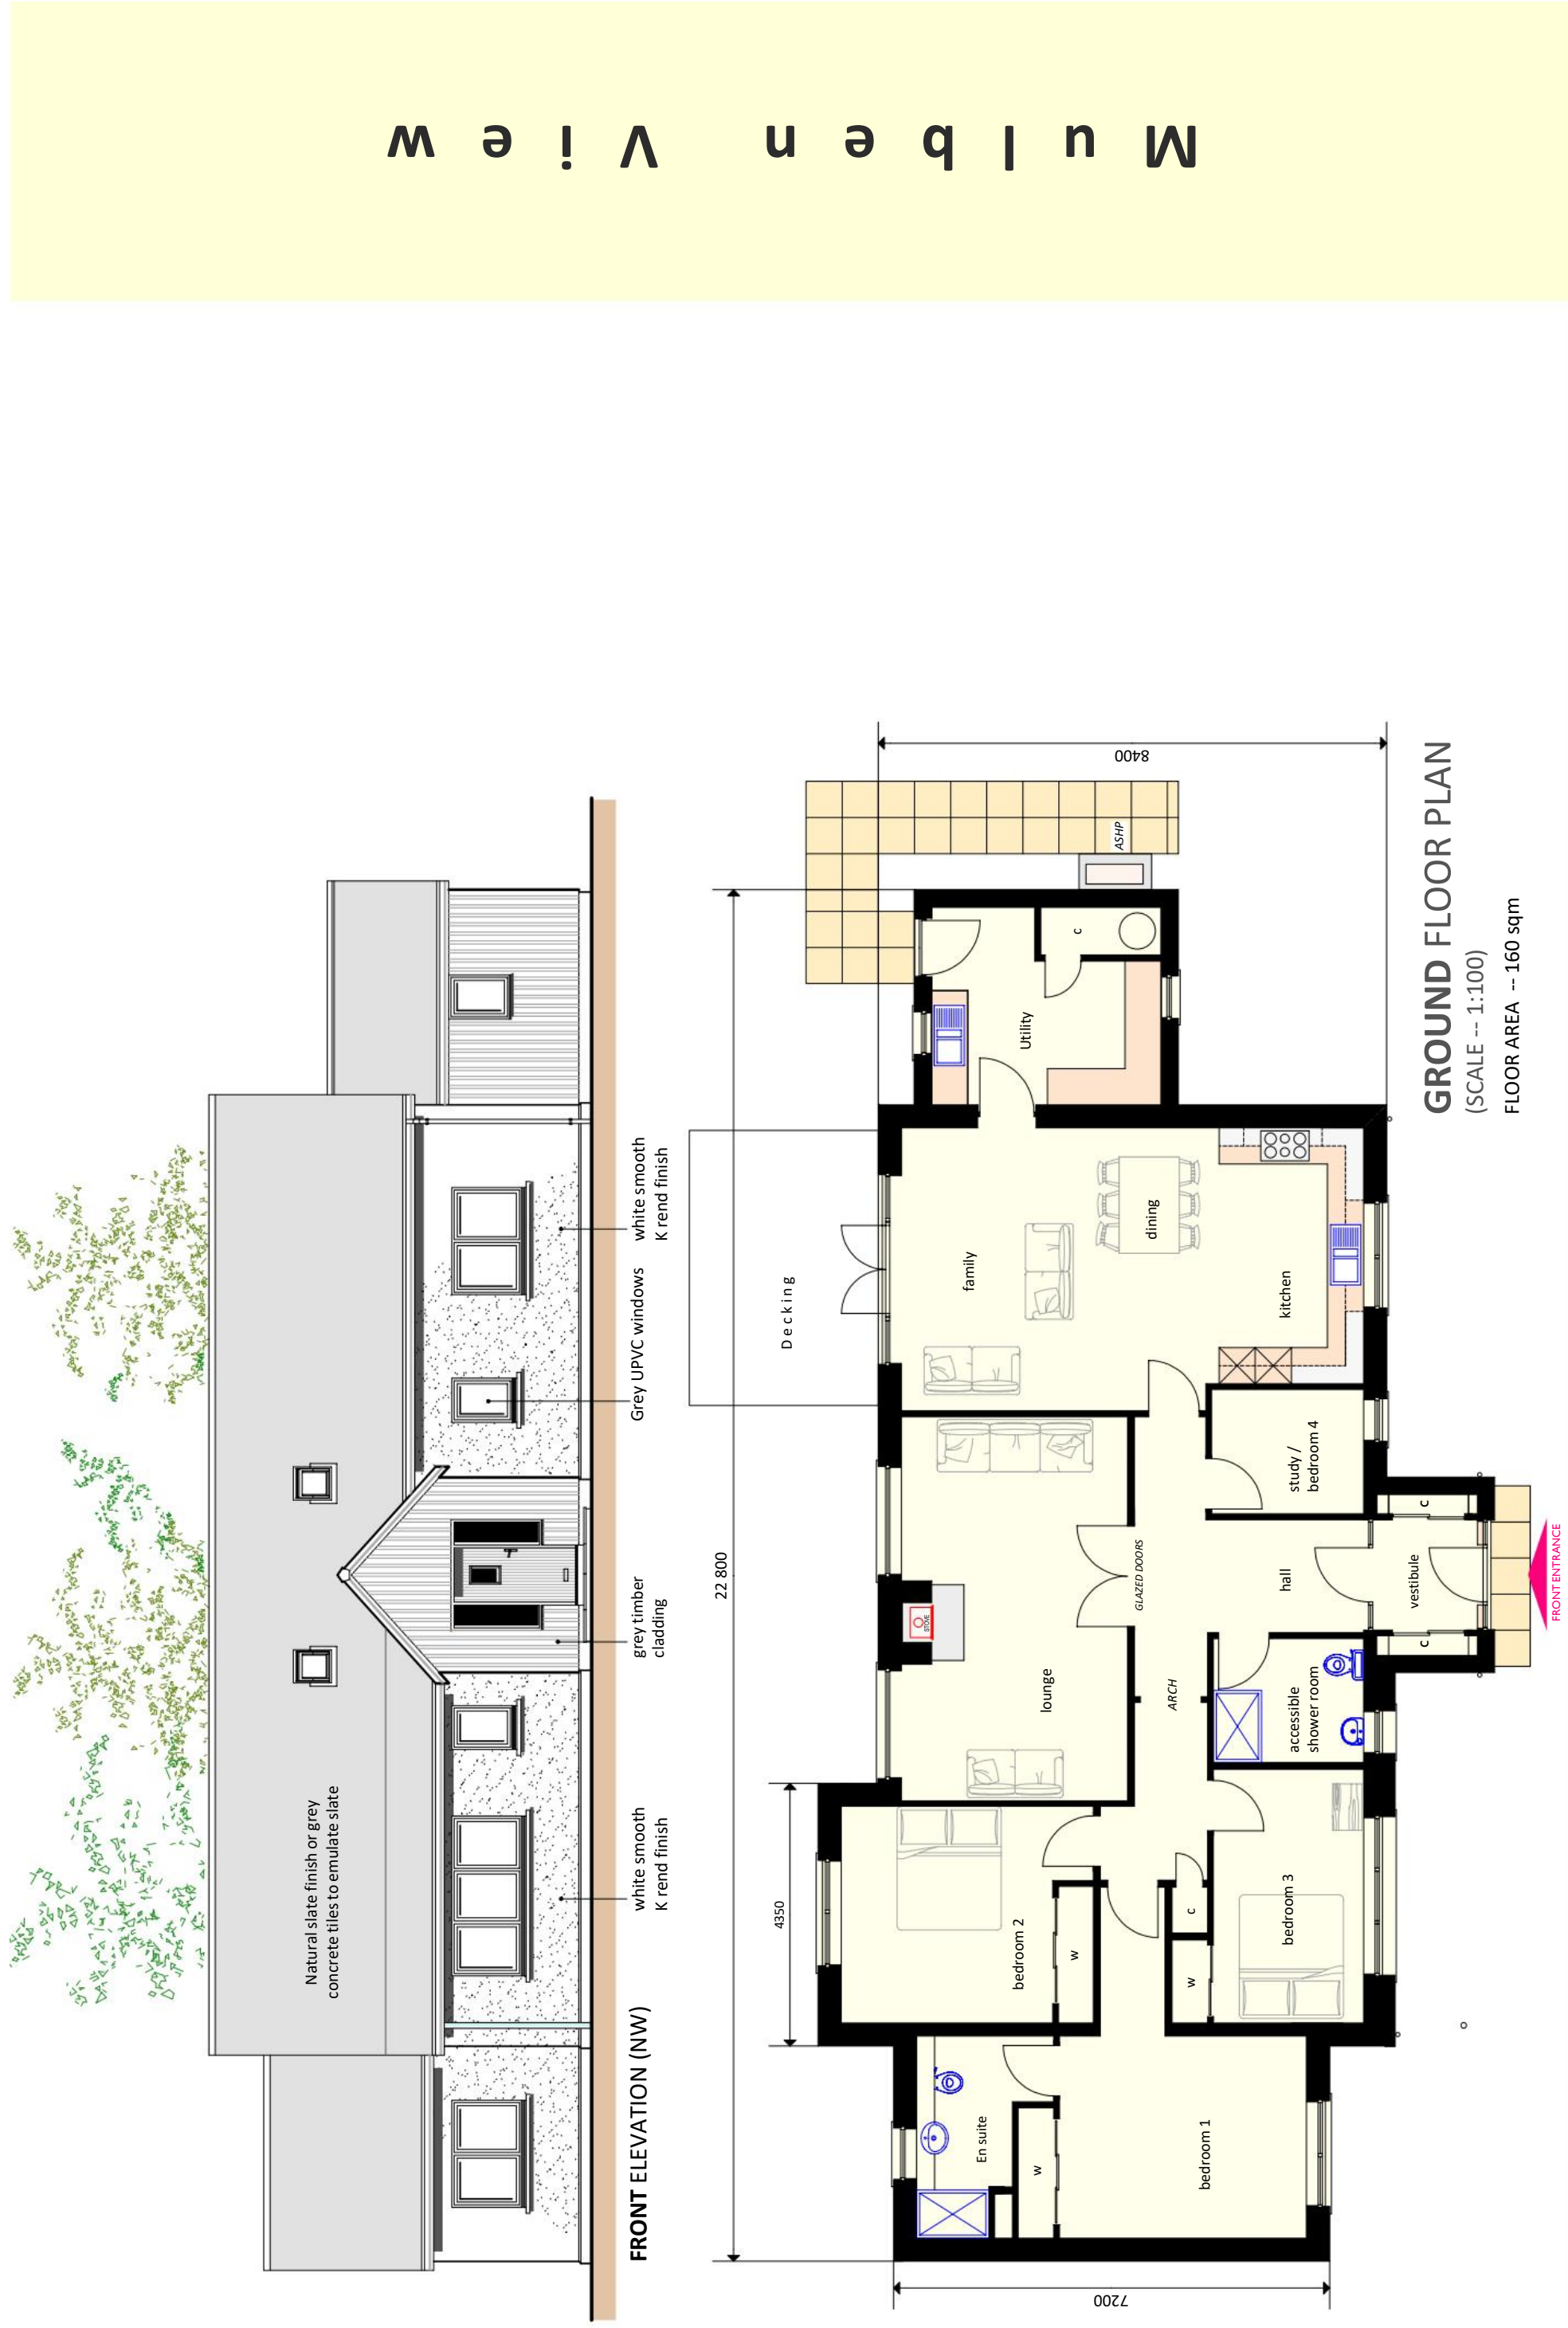 Mulben View
Natural slate finish or grey
concrete tiles to emulate slate
white smooth
K rend finish
grey timber
cladding
Grey UPVC windows
white smooth
K rend finish
FRONT ELEVATION (NW)
22 800
4350
7200
8400
Decking
En suite
w
bedroom 1
bedroom 2
w
w
c
bedroom 3
lounge
STOVE
ARCH
GLAZED DOORS
accessible
shower room
hall
c
vestibule
c
study /
bedroom 4
family
dining
kitchen
Utility
c
ASHP
FRONT ENTRANCE
GROUND FLOOR PLAN
(SCALE -- 1:100)
FLOOR AREA -- 160 sqm